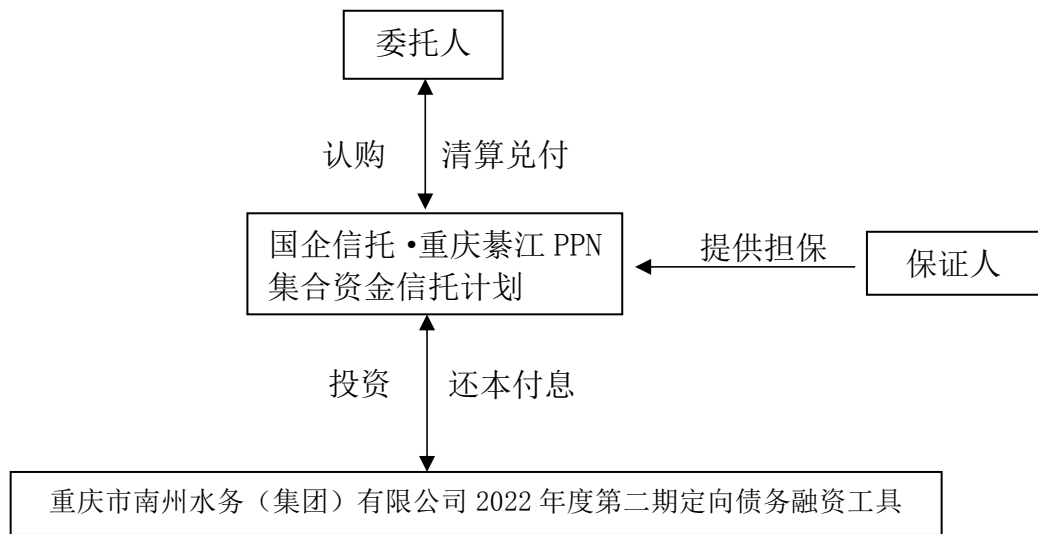 委托人
认购 清算兑付
国企信托·重庆綦江 PPN
集合资金信托计划
提供担保
保证人
投资 还本付息
重庆市南州水务（集团）有限公司 2022 年度第二期定向债务融资工具